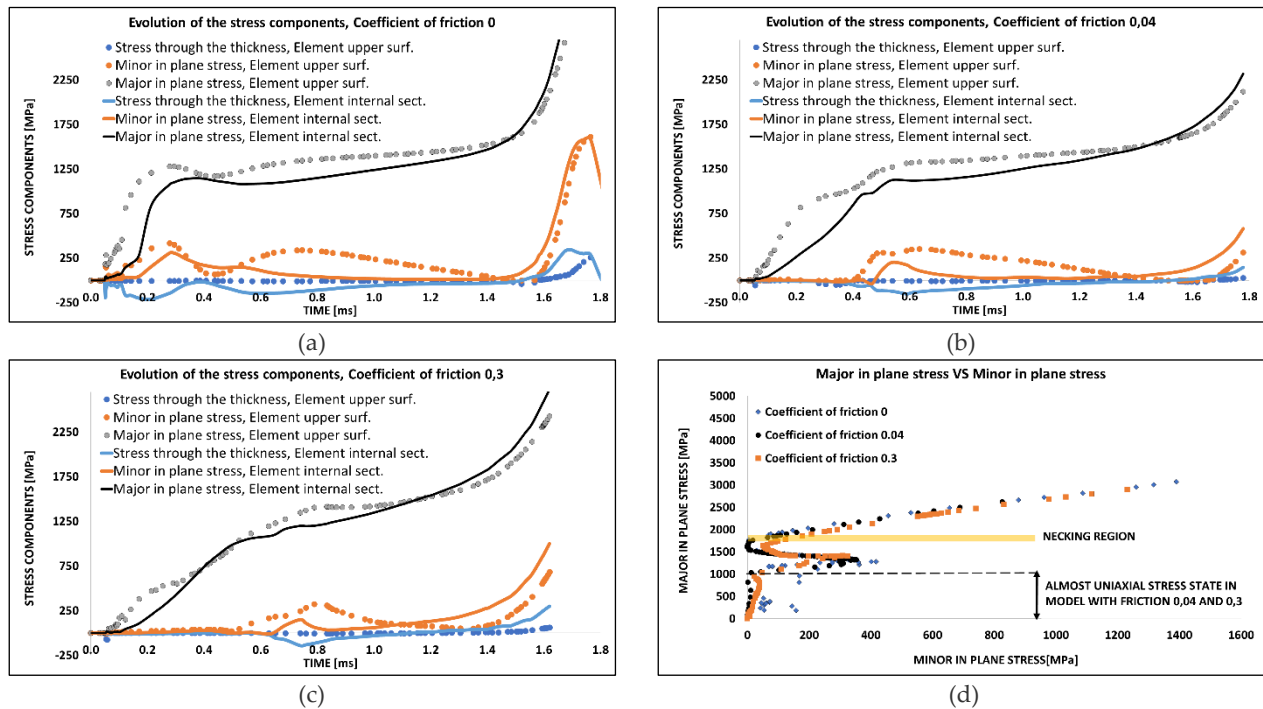 Evolution of the stress components, Coefficient of friction 0
Stress through the thickness, Element upper surf.
Minor in plane stress, Element upper surf.
Major in plane stress, Element upper surf.
Stress through the thickness, Element internal sect.
Minor in plane stress, Element internal sect.
Major in plane stress, Element internal sect.
STRESS COMPONENTS [MPa]
2250
1750
1250
750
250
-250
0.0 0.2 0.4 0.6 0.8 1.0 1.2 1.4 1.6 1.8
TIME [ms]
(a)
Evolution of the stress components, Coefficient of friction 0,04
Stress through the thickness, Element upper surf.
Minor in plane stress, Element upper surf.
Major in plane stress, Element upper surf.
Stress through the thickness, Element internal sect.
Minor in plane stress, Element internal sect.
Major in plane stress, Element internal sect.
STRESS COMPONENTS [MPa]
2250
1750
1250
750
250
-250
0.0 0.2 0.4 0.6 0.8 1.0 1.2 1.4 1.6 1.8
TIME [ms]
(b)
Evolution of the stress components, Coefficient of friction 0,3
Stress through the thickness, Element upper surf.
Minor in plane stress, Element upper surf.
Major in plane stress, Element upper surf.
Stress through the thickness, Element internal sect.
Minor in plane stress, Element internal sect.
Major in plane stress, Element internal sect.
STRESS COMPONENTS [MPa]
2250
1750
1250
750
250
-250
0.0 0.2 0.4 0.6 0.8 1.0 1.2 1.4 1.6 1.8
TIME [ms]
(c)
Major in plane stress VS Minor in plane stress
MAJOR IN PLANE STRESS [MPa]
5000
4500
4000
3500
3000
2500
2000
1500
1000
500
0
Coefficient of friction 0
Coefficient of friction 0.04
Coefficient of friction 0.3
NECKING REGION
ALMOST UNIAXIAL STRESS STATE IN
MODEL WITH FRICTION 0,04 AND 0,3
0 200 400 600 800 1000 1200 1400 1600
MINOR IN PLANE STRESS[MPa]
(d)